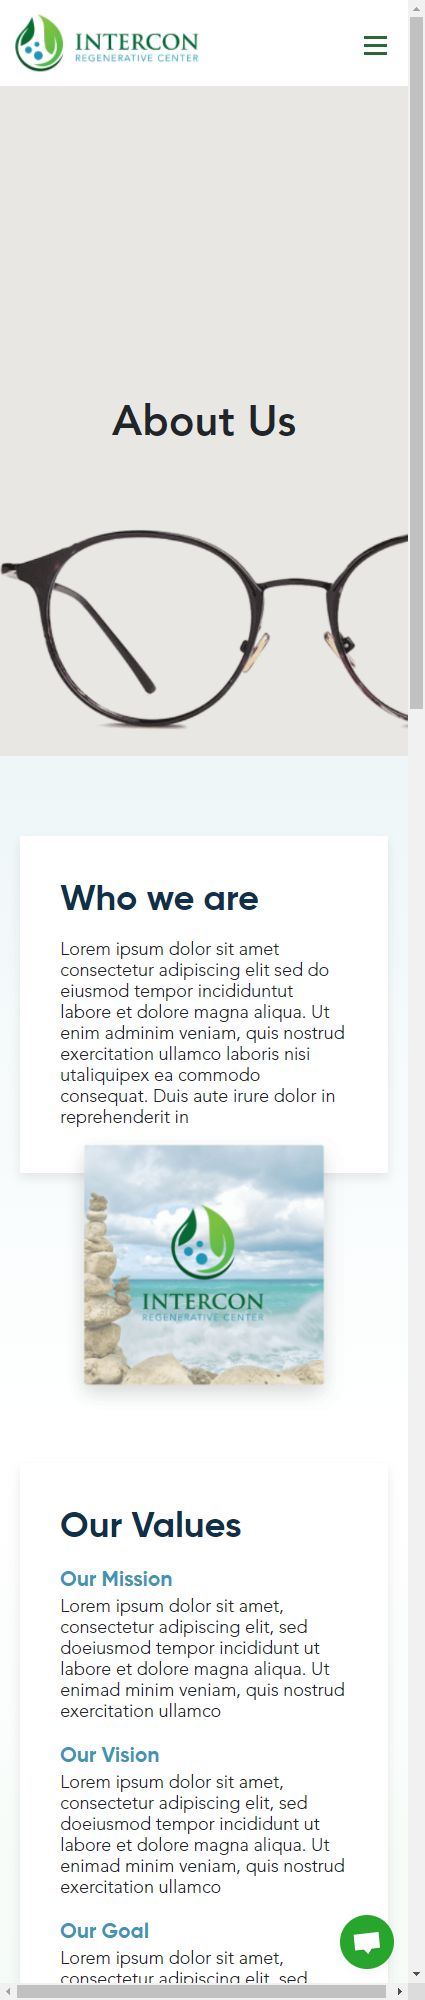 INTERCON
REGENERATIVE CENTER
About Us
Who we are
Lorem ipsum dolor sit amet
consectetur adipiscing elit sed do
eiusmod tempor incididuntut
labore et dolore magna aliqua. Ut
enim adminim veniam, quis nostrud
exercitation ullamco laboris nisi
utaliquipex ea commodo
consequat. Duis aute irure dolor in
reprehenderit in
INTERCON
REGENERATIVE CENTER
Our Values
Our Mission
Lorem ipsum dolor sit amet,
consectetur adipiscing elit, sed
doeiusmod tempor incididunt ut
labore et dolore magna aliqua. Ut
enimad minim veniam, quis nostrud
exercitation ullamco
Our Vision
Lorem ipsum dolor sit amet,
consectetur adipiscing elit, sed
doeiusmod tempor incididunt ut
labore et dolore magna aliqua. Ut
enimad minim veniam, quis nostrud
exercitation ullamco
Our Goal
Lorem ipsum dolor sit amet,
consectetur adipiscing elit, sed